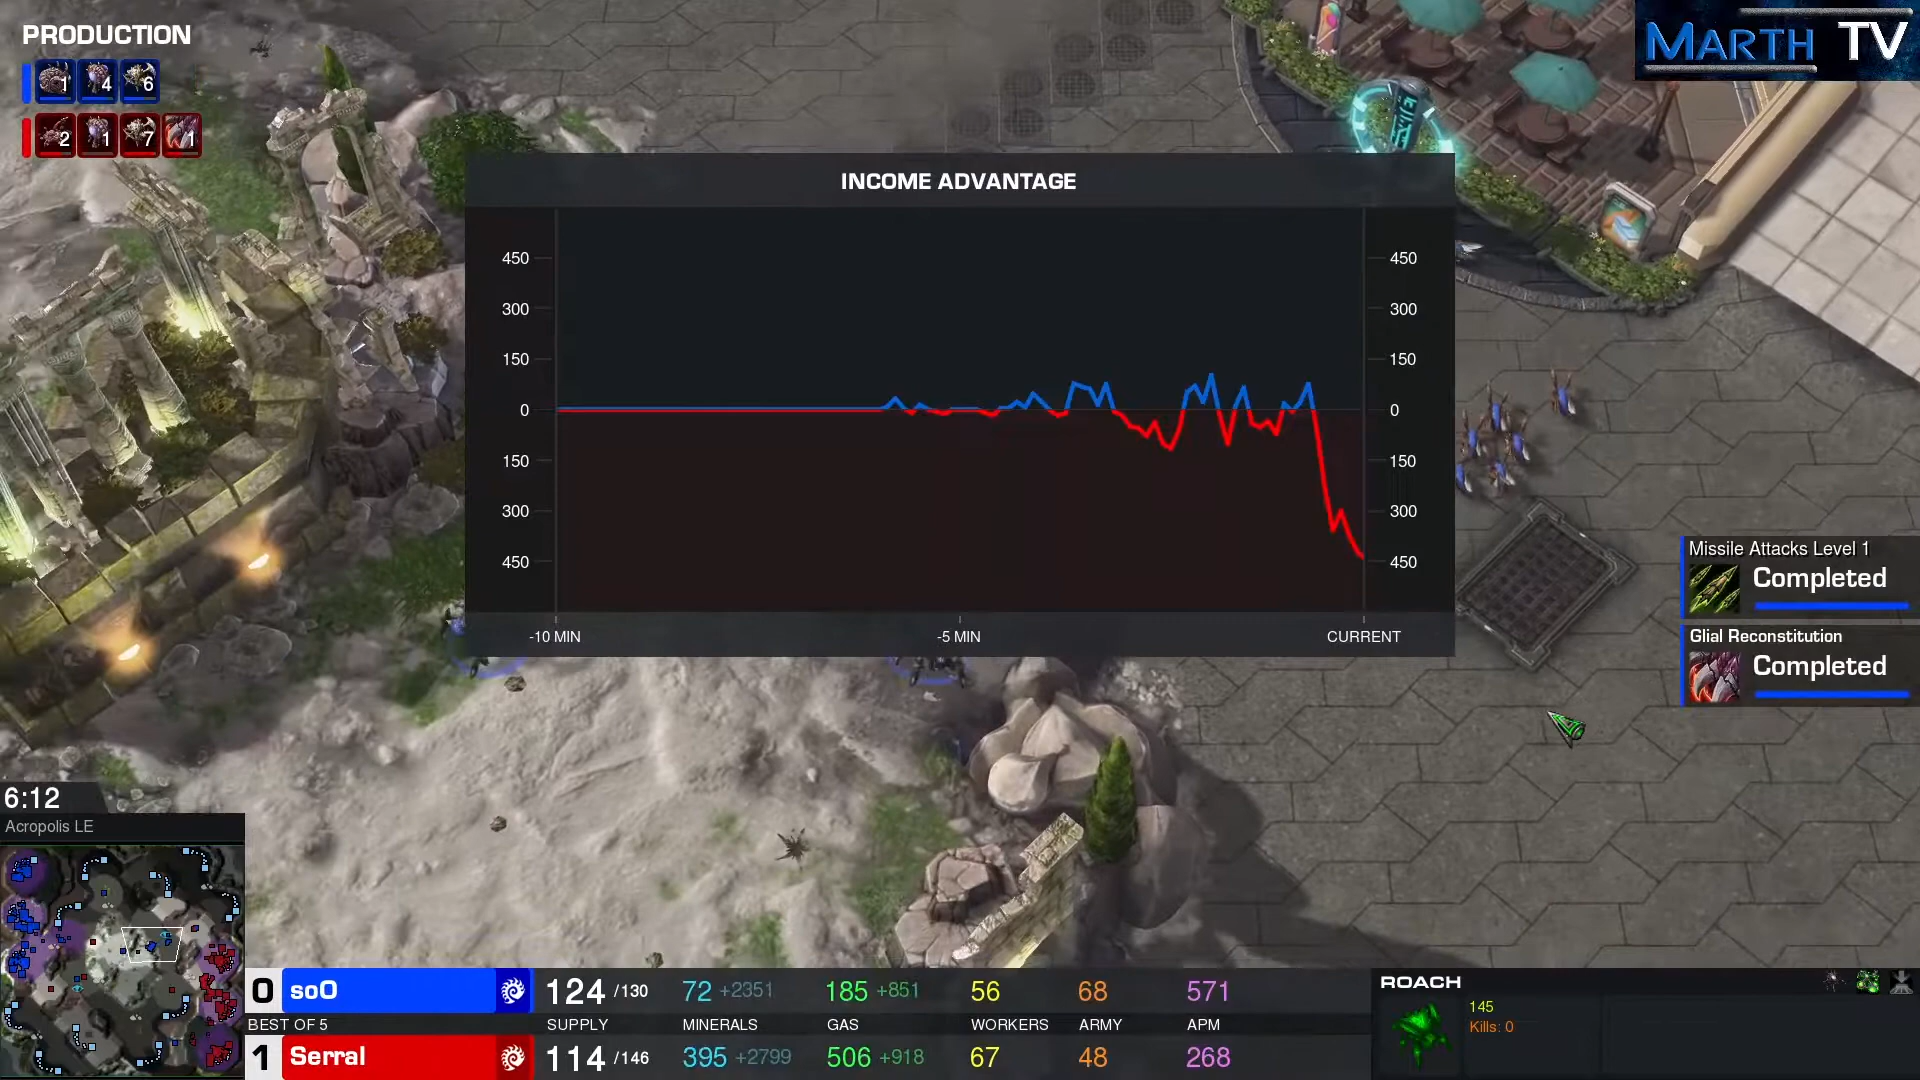 PRODUCTION
1 4 6
2 1 7 1
MARTH TV
INCOME ADVANTAGE
450 450
300 300
150 150
0 0
150 150
300 300
450 450
-10 MIN -5 MIN CURRENT
Missile Attacks Level 1
Completed
Glial Reconstitution
Completed
6:12
Acropolis LE
0 soO 124 /130 72 +2351 185 +851 56 68 571
BEST OF 5 SUPPLY MINERALS GAS WORKERS ARMY APM
1 Serral 114 /146 395 +2799 506 +918 67 48 268
ROACH
145
Kills: 0